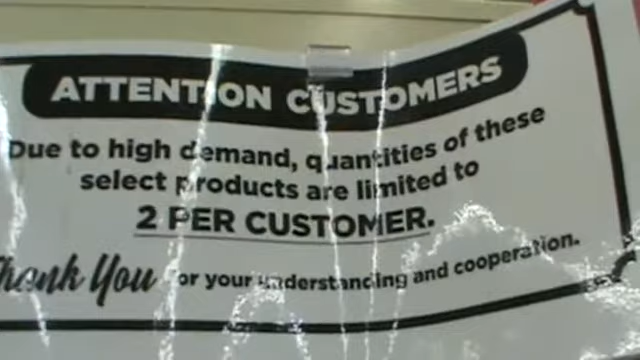 ATTENTION CUSTOMERS
Due to high demand, quantities of these
select products are limited to
2 PER CUSTOMER.
Thank You for your understanding and cooperation.